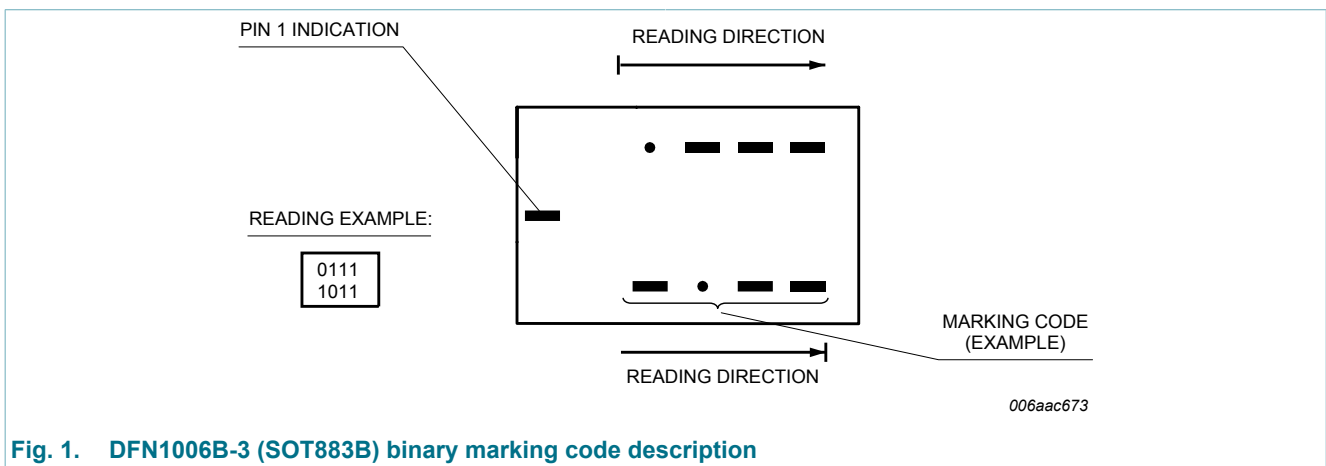 PIN 1 INDICATION
READING DIRECTION
READING EXAMPLE:
0111
1011
MARKING CODE
(EXAMPLE)
READING DIRECTION
006aac673
Fig. 1. DFN1006B-3 (SOT883B) binary marking code description